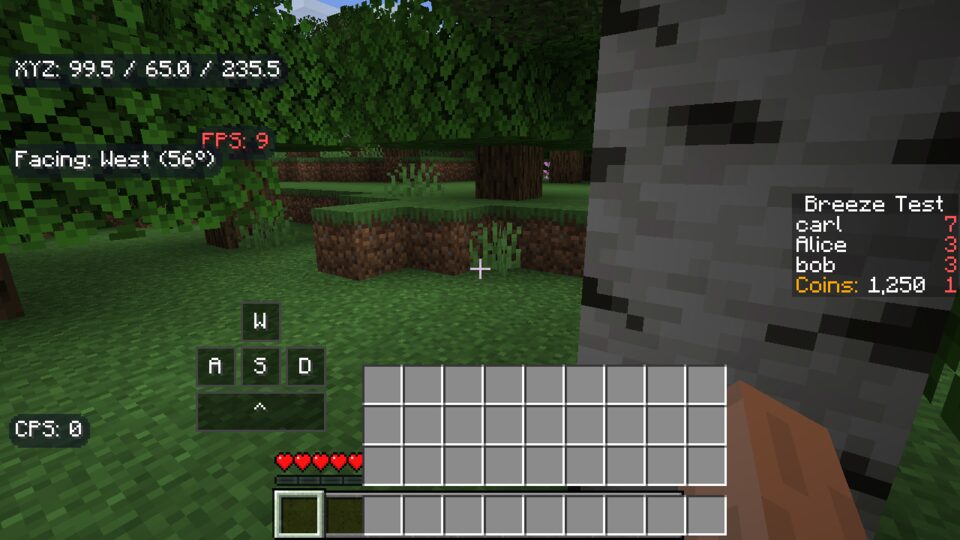 XYZ: 99.5 / 65.0 / 235.5
FPS: 9
Facing: West (56º)
Breeze Test
carl 7
Alice 3
bob 3
Coins: 1,250 1
W
A S D
^
CPS: 0